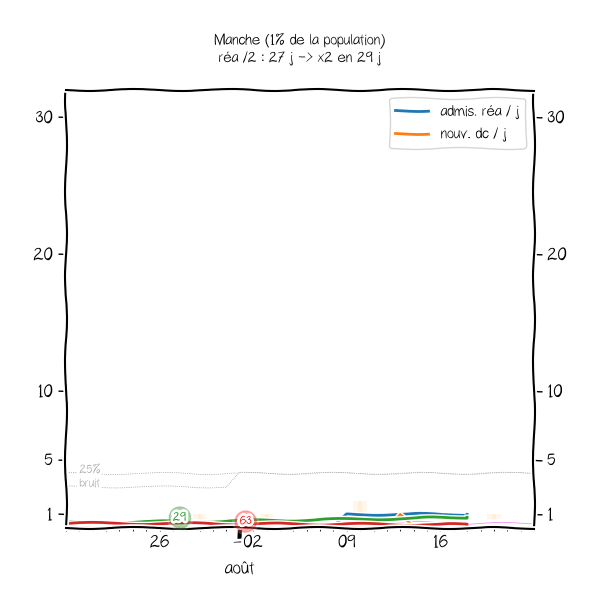 Manche (1% de la population)
réa /2 : 27 j -> x2 en 29 j
admis. réa / j
nouv. dc / j
30 30
20 20
10 10
5 5
25%
bruit
1 1
29 63
26 02 09 16
août